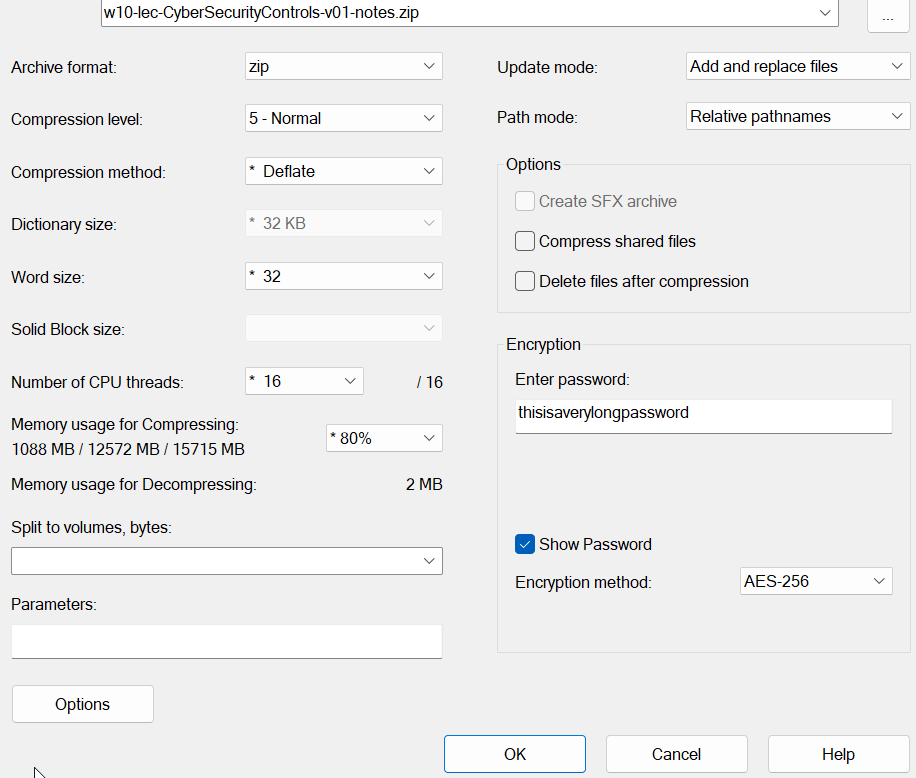 w10-lec-CyberSecurityControls-v01-notes.zip
...
Archive format:
zip
Compression level:
5 - Normal
Compression method:
* Deflate
Dictionary size:
* 32 KB
Word size:
* 32
Solid Block size:
Number of CPU threads:
* 16
/ 16
Memory usage for Compressing:
1088 MB / 12572 MB / 15715 MB
* 80%
Memory usage for Decompressing:
2 MB
Split to volumes, bytes:
Parameters:
Options
Update mode:
Add and replace files
Path mode:
Relative pathnames
Options
Create SFX archive
Compress shared files
Delete files after compression
Encryption
Enter password:
thisisaverylongpassword
Show Password
Encryption method:
AES-256
OK
Cancel
Help